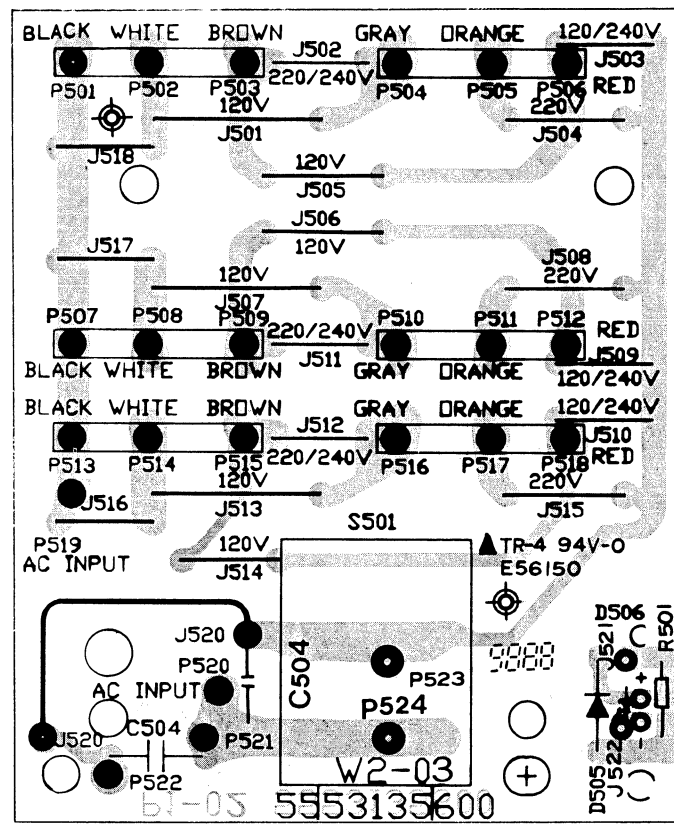 BLACK WHITE BROWN GRAY ORANGE 120/240V
J502 J503
P501 P502 P503 220/240V P504 P505 P506 RED
120V 220V
J501 J504
J518
120V
J505
J506
120V
J517 J508
120V 220V
J507
P507 P508 P509 220/240V P510 P511 P512 RED
J511 J509
BLACK WHITE BROWN GRAY ORANGE 120/240V
BLACK WHITE BROWN GRAY ORANGE 120/240V
J512 J510
P513 P514 P515 220/240V P516 P517 P518 RED
120V 220V
J516 J513 J515
S501
P519 120V TR-4 94V-0
AC INPUT J514 E56150
D506
J520 J521 R501
P520 C504 P523
AC INPUT P524
J520 C504 P521
P522 W2-03 D505 J522
P1-02 5553135600